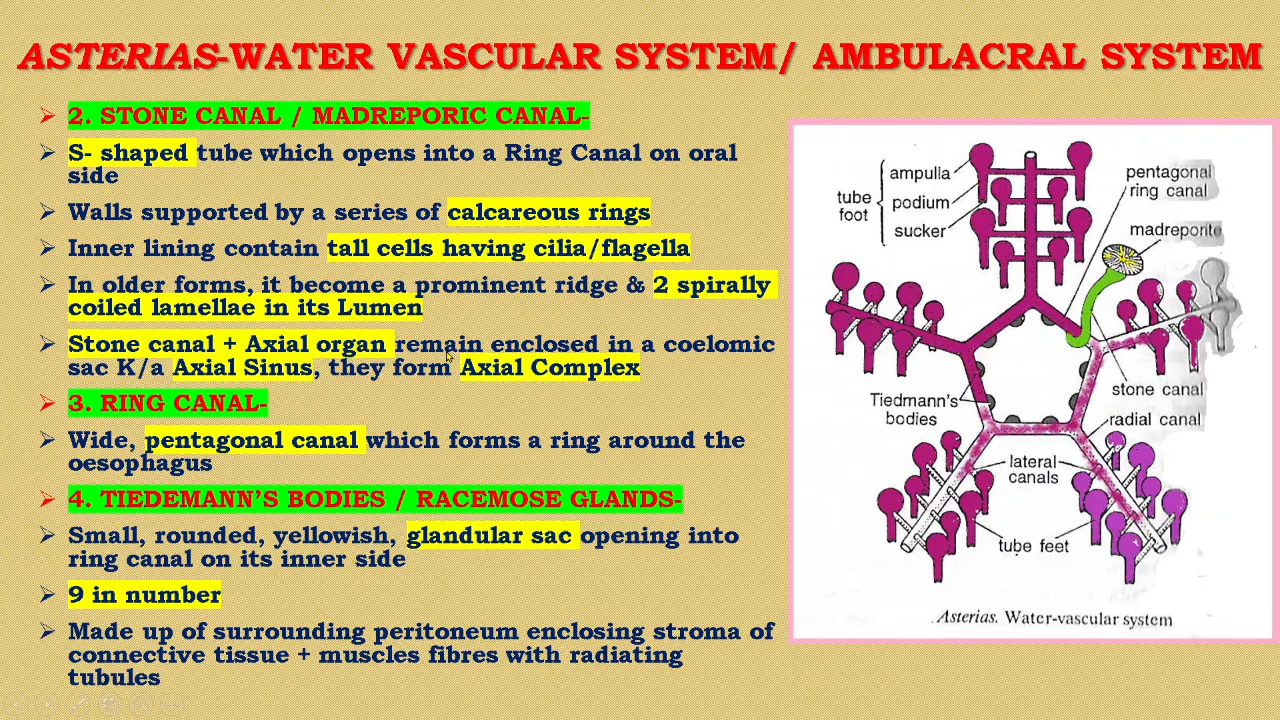 ASTERIAS-WATER VASCULAR SYSTEM/ AMBULACRAL SYSTEM
2. STONE CANAL / MADREPORIC CANAL-
S- shaped tube which opens into a Ring Canal on oral
side
Walls supported by a series of calcareous rings
Inner lining contain tall cells having cilia/flagella
In older forms, it become a prominent ridge & 2 spirally
coiled lamellae in its Lumen
Stone canal + Axial organ remain enclosed in a coelomic
sac K/a Axial Sinus, they form Axial Complex
3. RING CANAL-
Wide, pentagonal canal which forms a ring around the
oesophagus
4. TIEDEMANN'S BODIES / RACEMOSE GLANDS-
Small, rounded, yellowish, glandular sac opening into
ring canal on its inner side
9 in number
Made up of surrounding peritoneum enclosing stroma of
connective tissue + muscles fibres with radiating
tubules
ampulla
tube
foot
podium
sucker
pentagonal
ring canal
madreporite
Tiedmann's
bodies
stone canal
radial canal
lateral
canals
tube feet
Asterias. Water-vascular system